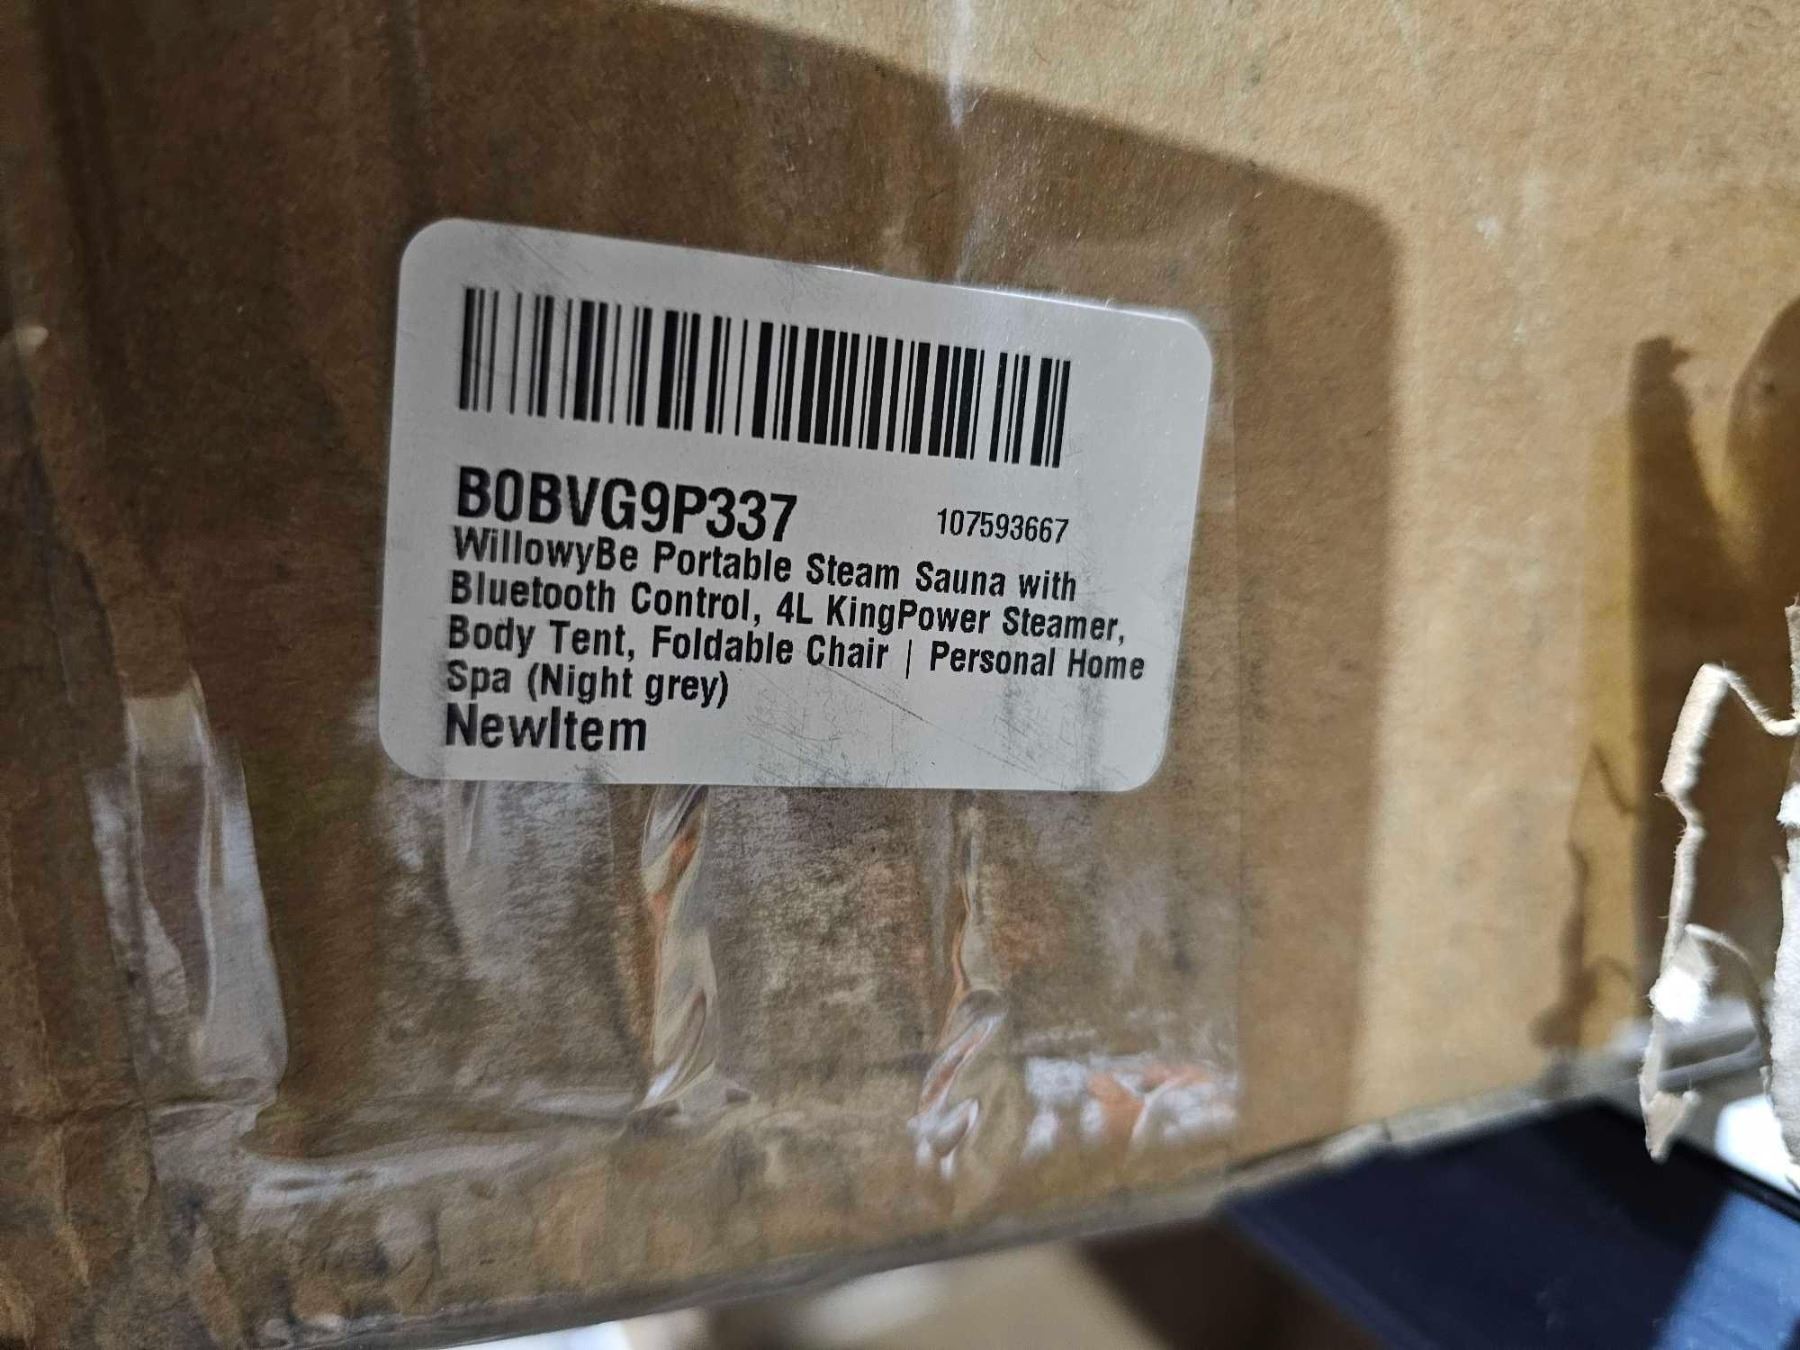 B0BVG9P337 107593667
WillowyBe Portable Steam Sauna with
Bluetooth Control, 4L KingPower Steamer,
Body Tent, Foldable Chair | Personal Home
Spa (Night grey)
NewItem